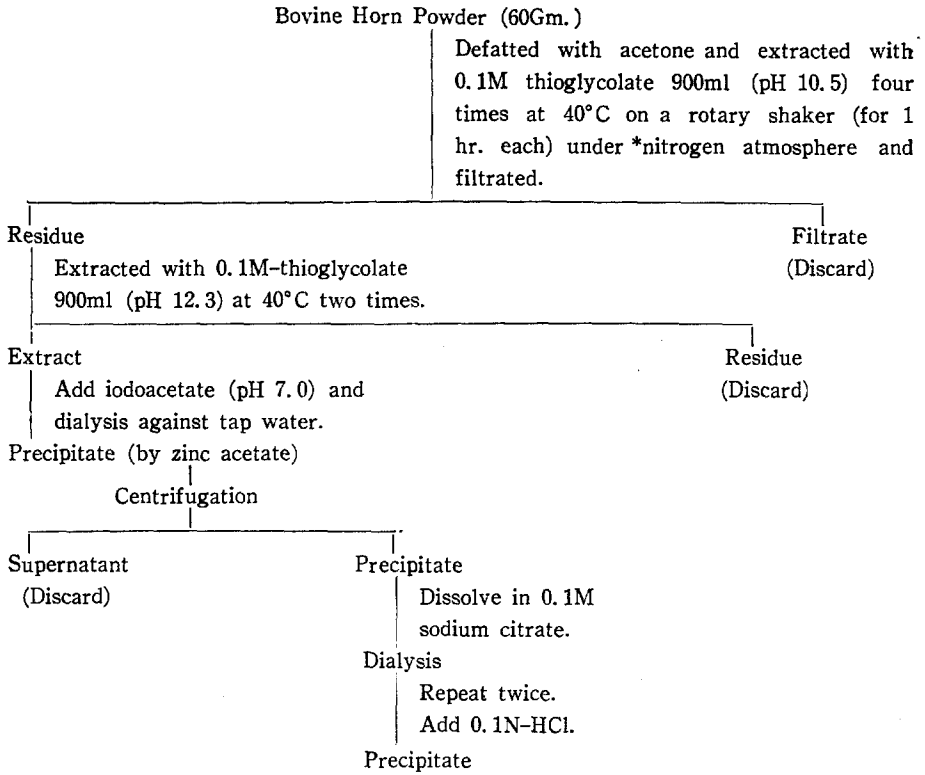 Bovine Horn Powder (60Gm.)
Defatted with acetone and extracted with
0.1M thioglycolate 900ml (pH 10.5) four
times at 40°C on a rotary shaker (for 1
hr. each) under *nitrogen atmosphere and
filtrated.
Residue
Filtrate
(Discard)
Extracted with 0.1M-thioglycolate
900ml (pH 12.3) at 40°C two times.
Extract
Residue
(Discard)
Add iodoacetate (pH 7.0) and
dialysis against tap water.
Precipitate (by zinc acetate)
Centrifugation
Supernatant
(Discard)
Precipitate
Dissolve in 0.1M
sodium citrate.
Dialysis
Repeat twice.
Add 0.1N-HCl.
Precipitate